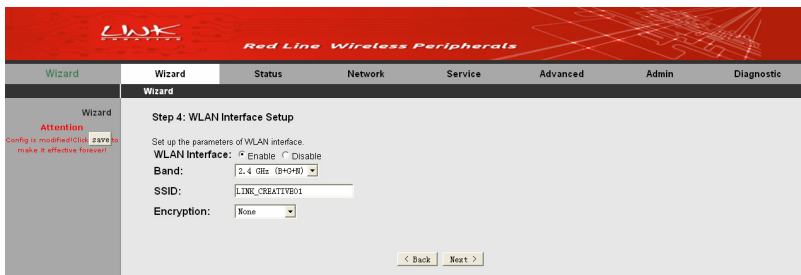 LINK
CREATIVE
Red Line Wireless Peripherals
Wizard Wizard Status Network Service Advanced Admin Diagnostic
Wizard
Wizard
Attention
Config is modified!Click save to
make it effective forever!
Step 4: WLAN Interface Setup
Set up the parameters of WLAN interface.
WLAN Interface: Enable Disable
Band: 2.4 GHz (B+G+N)
SSID: LINK_CREATIVE01
Encryption: None
< Back Next >